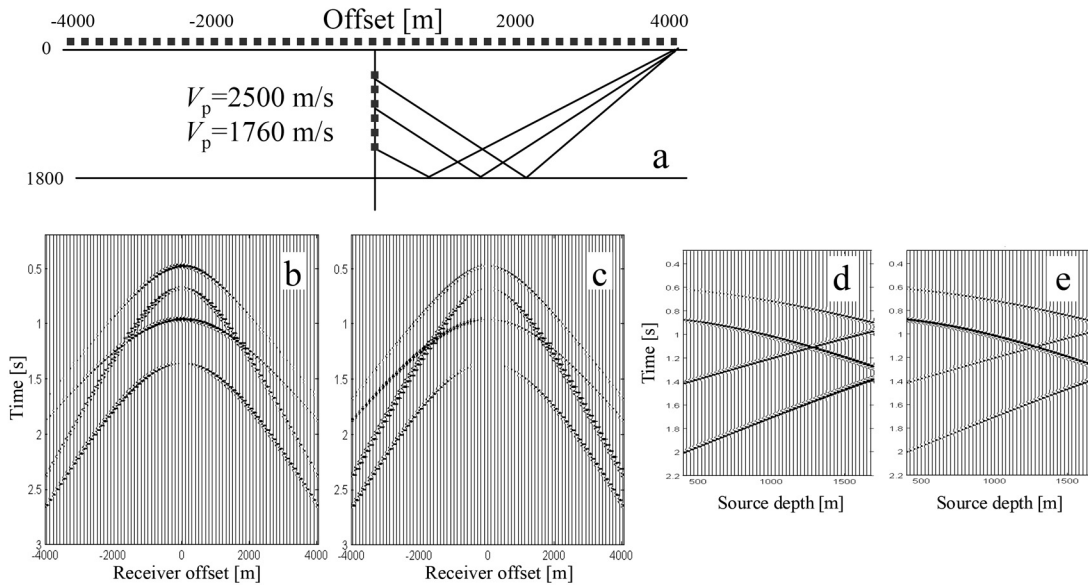 -4000 -2000 Offset [m] 2000 4000
0
Vp=2500 m/s
Vp=1760 m/s
a
1800
b
c
d
e
Time [s]
0.5
1
1.5
2
2.5
3
-4000 -2000 0 2000 4000
Receiver offset [m]
0.5
1
1.5
2
2.5
3
-4000 -2000 0 2000 4000
Receiver offset [m]
Time [s]
0.4
0.6
0.8
1
1.2
1.4
1.6
1.8
2
2.2
500 1000 1500
Source depth [m]
0.4
0.6
0.8
1
1.2
1.4
1.6
1.8
2
2.2
500 1000 1500
Source depth [m]